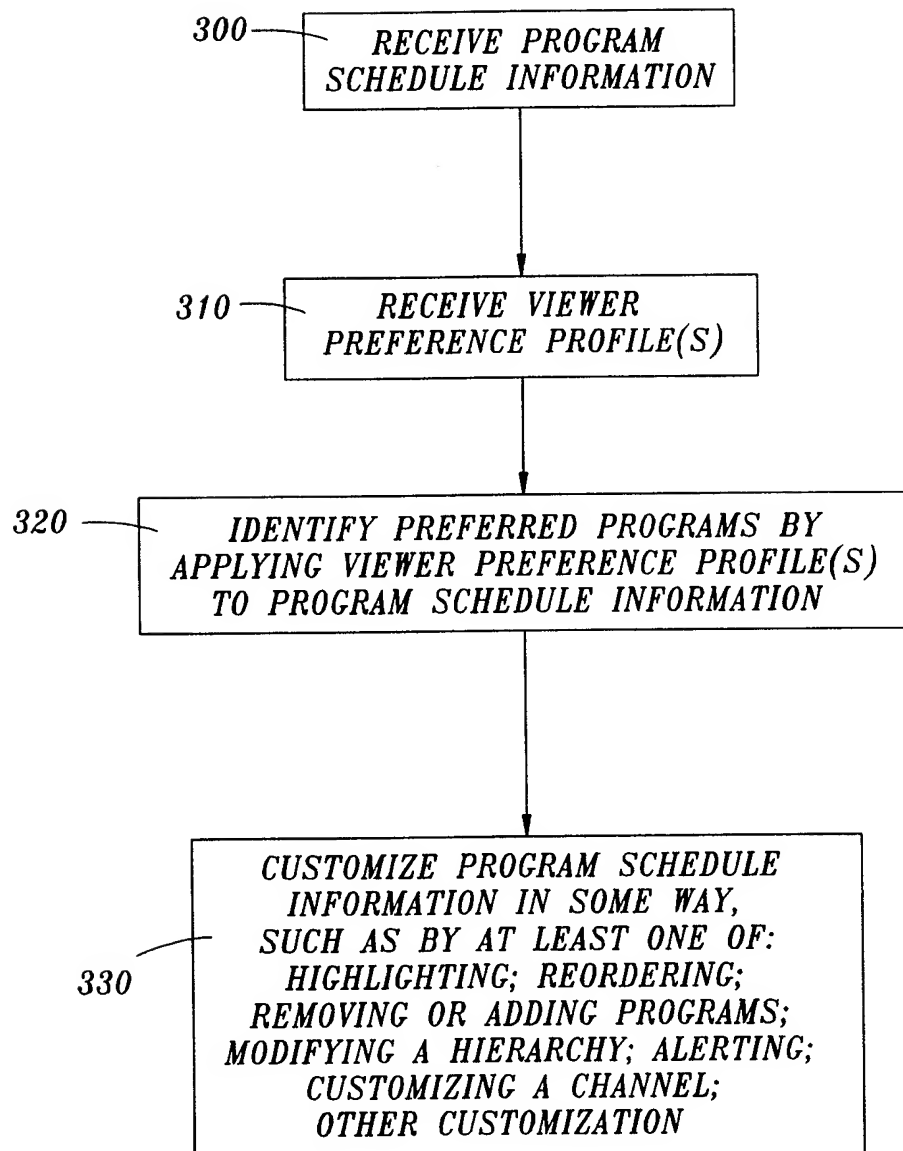 300
RECEIVE PROGRAM
SCHEDULE INFORMATION
310
RECEIVE VIEWER
PREFERENCE PROFILE(S)
320
IDENTIFY PREFERRED PROGRAMS BY
APPLYING VIEWER PREFERENCE PROFILE(S)
TO PROGRAM SCHEDULE INFORMATION
330
CUSTOMIZE PROGRAM SCHEDULE
INFORMATION IN SOME WAY,
SUCH AS BY AT LEAST ONE OF:
HIGHLIGHTING; REORDERING;
REMOVING OR ADDING PROGRAMS;
MODIFYING A HIERARCHY; ALERTING;
CUSTOMIZING A CHANNEL;
OTHER CUSTOMIZATION